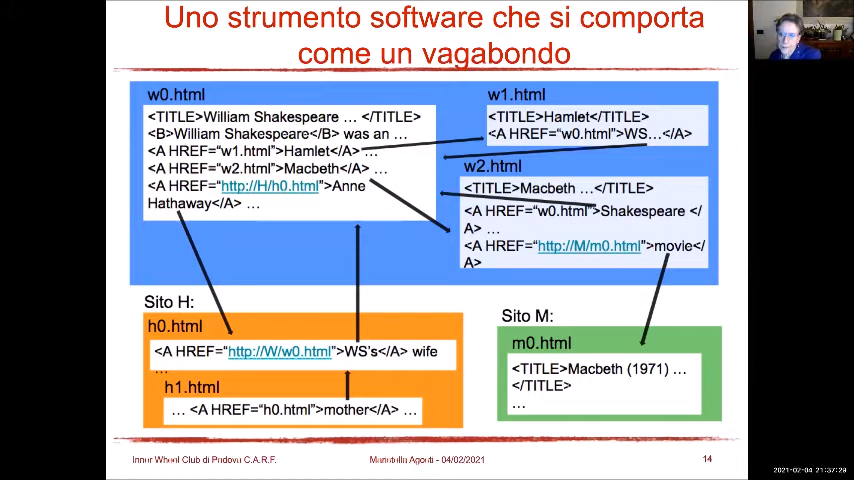 Uno strumento software che si comporta
come un vagabondo
w0.html
<TITLE>William Shakespeare ... </TITLE>
<B>William Shakespeare</B> was an ...
<A HREF="w1.html">Hamlet</A> ...
<A HREF="w2.html">Macbeth</A> ...
<A HREF="http://H/h0.html">Anne
Hathaway</A> ...
w1.html
<TITLE>Hamlet</TITLE>
<A HREF="w0.html">WS...</A>
w2.html
<TITLE>Macbeth ...</TITLE>
<A HREF="w0.html">Shakespeare </
A> ...
<A HREF="http://M/m0.html">movie</
A>
Sito H:
h0.html
<A HREF="http://W/w0.html">WS's</A> wife
...
h1.html
... <A HREF="h0.html">mother</A> ...
Sito M:
m0.html
<TITLE>Macbeth (1971) ...
</TITLE>
...
Inner Wheel Club di Padova C.A.R.F.
Maristella Agosti - 04/02/2021
14
2021-02-04 21:37:29